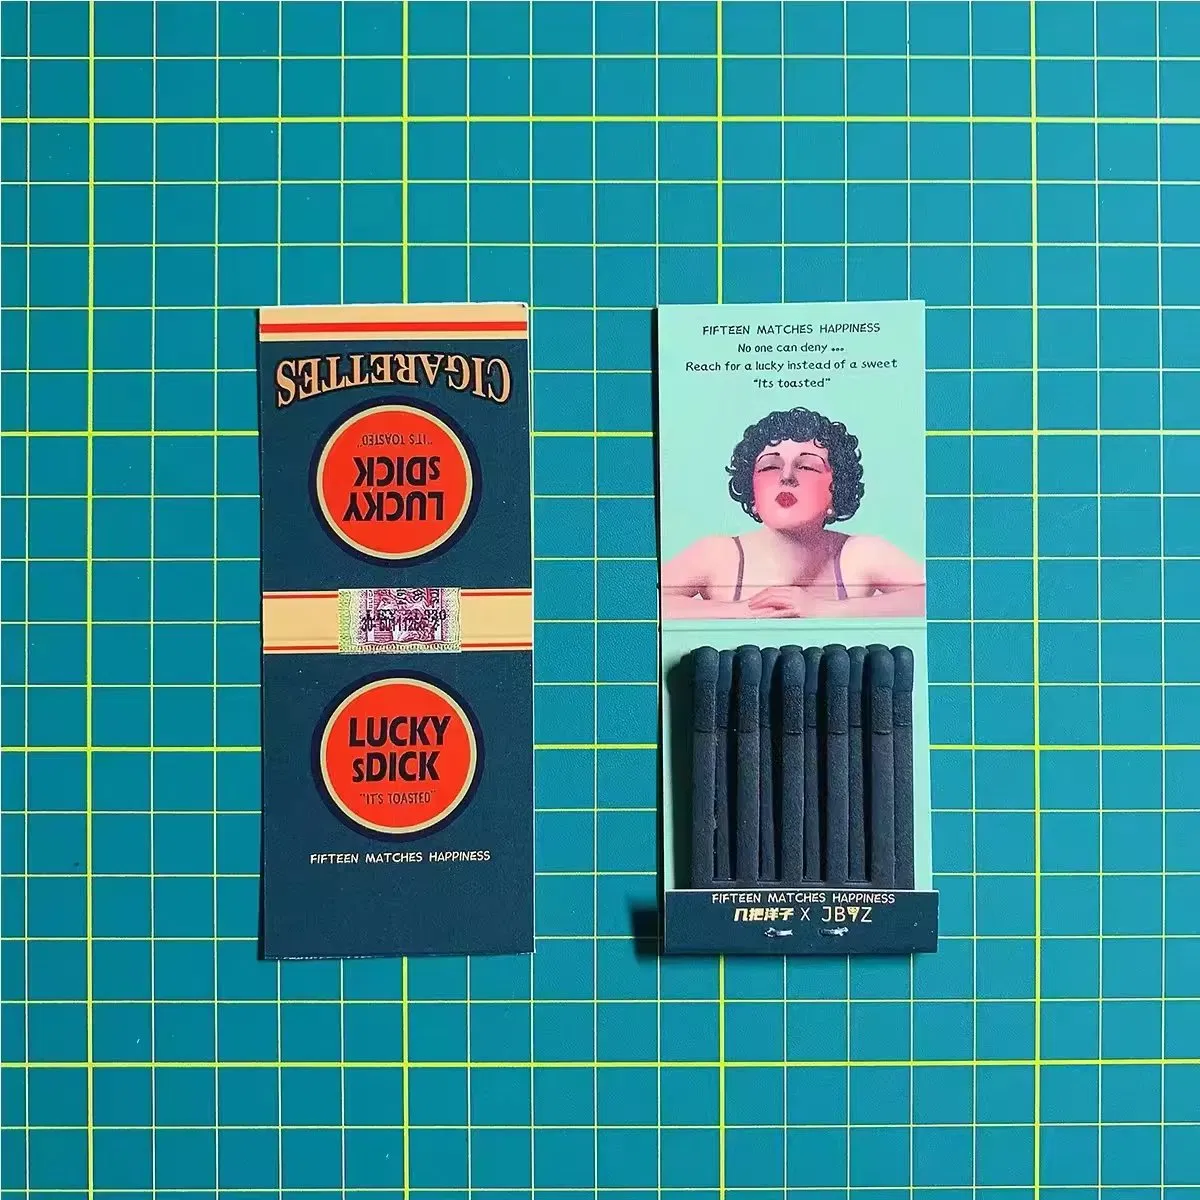 CIGARETTES
"IT'S TOASTED"
LUCKY
sDICK
LUCKY
sDICK
"IT'S TOASTED"
FIFTEEN MATCHES HAPPINESS
FIFTEEN MATCHES HAPPINESS
No one can deny ...
Reach for a lucky instead of a sweet
"Its toasted"
FIFTEEN MATCHES HAPPINESS
几把洋子 X JBYZ